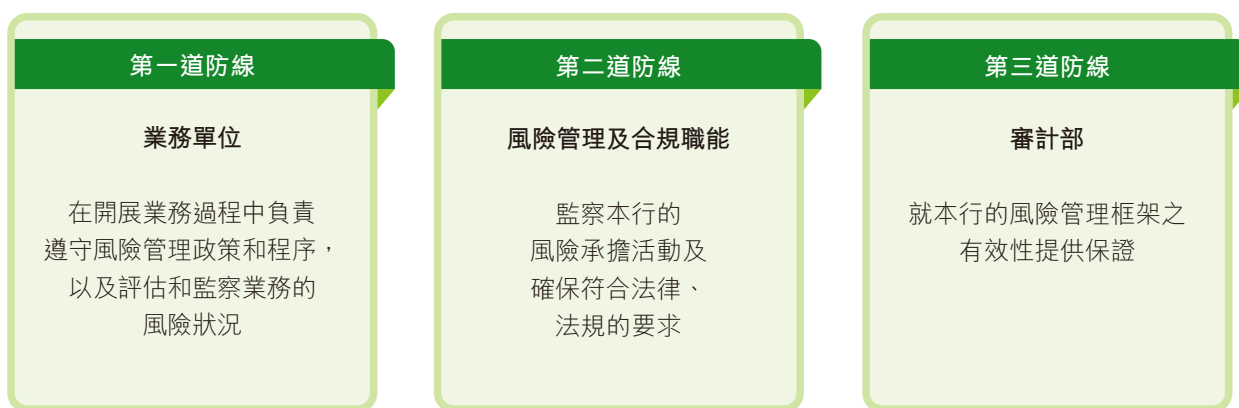 第一道防線
業務單位
在開展業務過程中負責
遵守風險管理政策和程序，
以及評估和監察業務的
風險狀況
第二道防線
風險管理及合規職能
監察本行的
風險承擔活動及
確保符合法律、
法規的要求
第三道防線
審計部
就本行的風險管理框架之
有效性提供保證